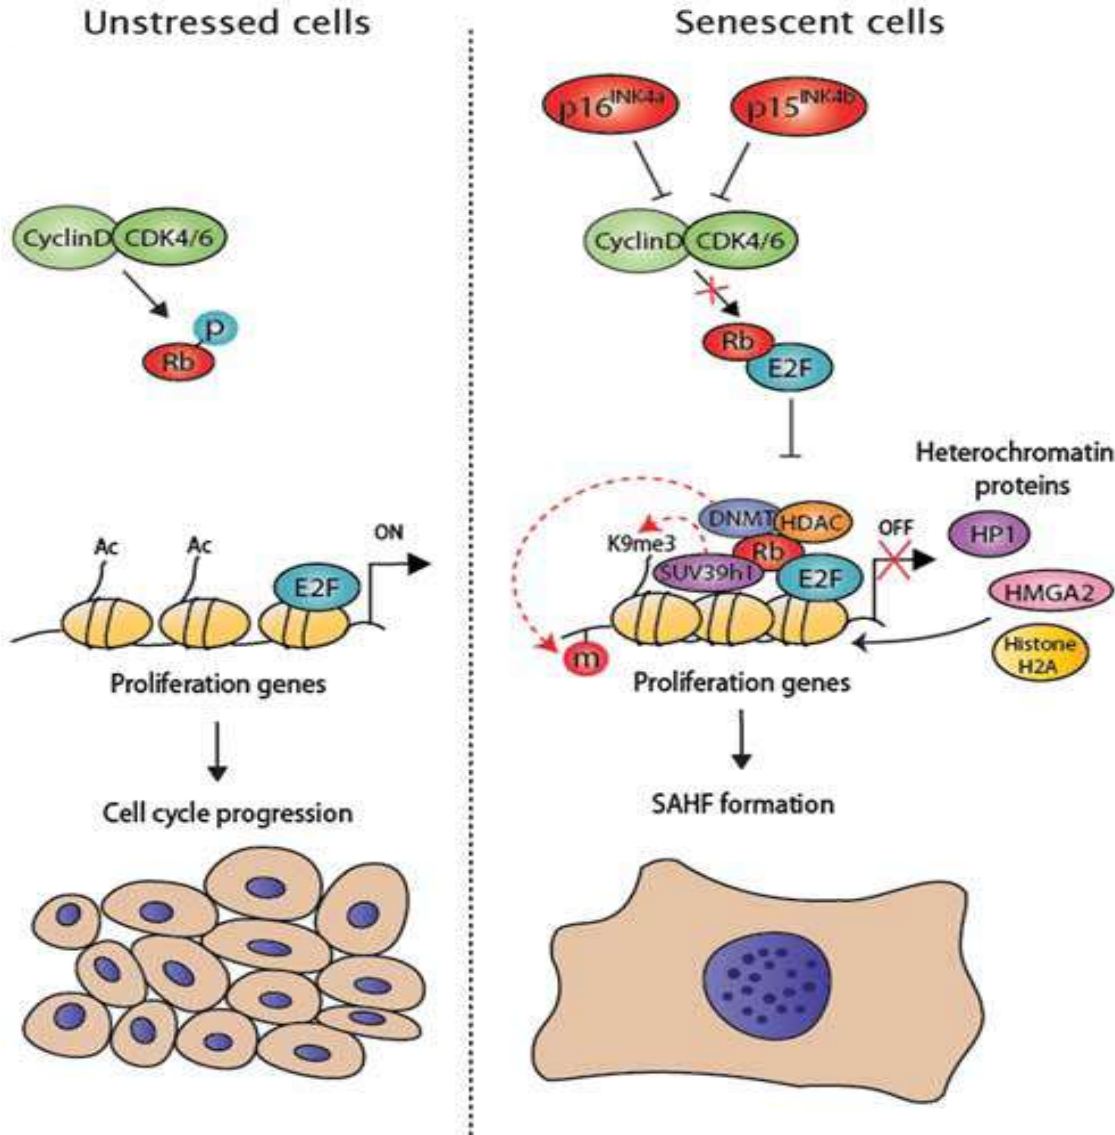 Unstressed cells
CyclinD CDK4/6
p
Rb
Ac Ac ON
E2F
Proliferation genes
Cell cycle progression
Senescent cells
p16INK4a p15INK4b
CyclinD CDK4/6
Rb
E2F
Heterochromatin
proteins
DNMT HDAC OFF
K9me3 Rb HP1
SUV39h1 E2F
HMGA2
m
Histone
H2A
Proliferation genes
SAHF formation